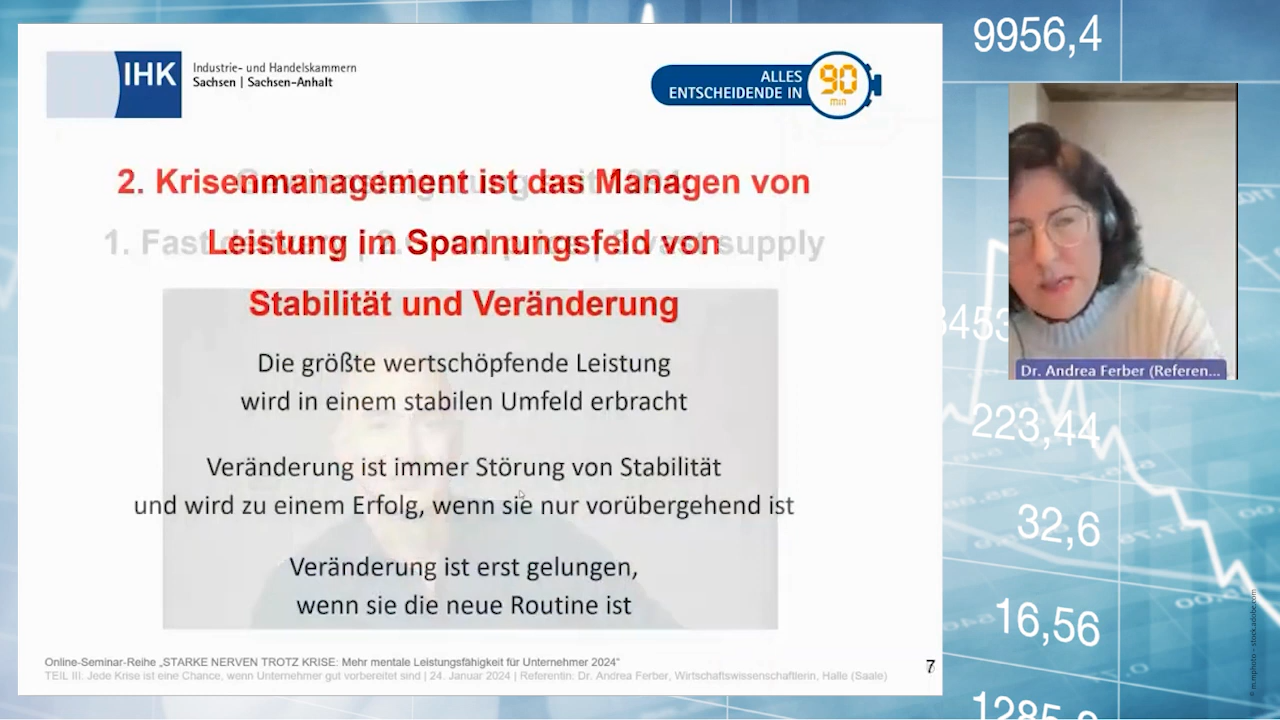 IHK
Industrie- und Handelskammern
Sachsen | Sachsen-Anhalt
ALLES
ENTSCHEIDENDE IN
90
min
2. Krisenmanagement ist das Managen von
Leistung im Spannungsfeld von
Stabilität und Veränderung
1. Fast
supply
Die größte wertschöpfende Leistung
wird in einem stabilen Umfeld erbracht
Veränderung ist immer Störung von Stabilität
und wird zu einem Erfolg, wenn sie nur vorübergehend ist
Veränderung ist erst gelungen,
wenn sie die neue Routine ist
Online-Seminar-Reihe „STARKE NERVEN TROTZ KRISE: Mehr mentale Leistungsfähigkeit für Unternehmer 2024“
TEIL III. Jede Krise ist eine Chance, wenn Unternehmer gut vorbereitet sind | 24. Januar 2024 | Referentin: Dr. Andrea Ferber, Wirtschaftswissenschaftlerin, Halle (Saale)
7
9956,4
Dr. Andrea Ferber (Referen...
223,44
32,6
16,56